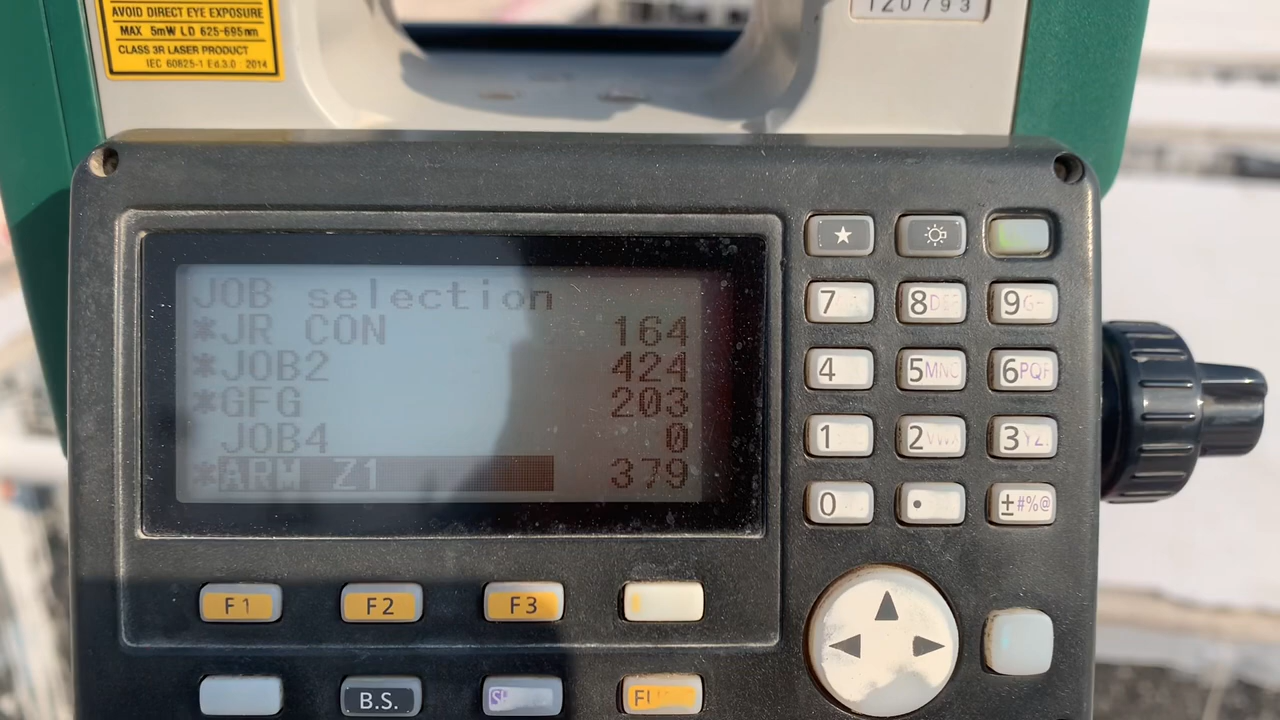 AVOID DIRECT EYE EXPOSURE
MAX 5mW LD 625-695nm
CLASS 3R LASER PRODUCT
IEC 60825-1 Ed.3.0 : 2014
120793
JOB selection
*JR CON 164
*JOB2 424
*GFG 203
JOB4 0
*ARM Z1 379
★
7 8DEF 9G
4 5MNO 6PQR
1 2VWX 3YZ
0 . ±#%@
F1 F2 F3
B.S.